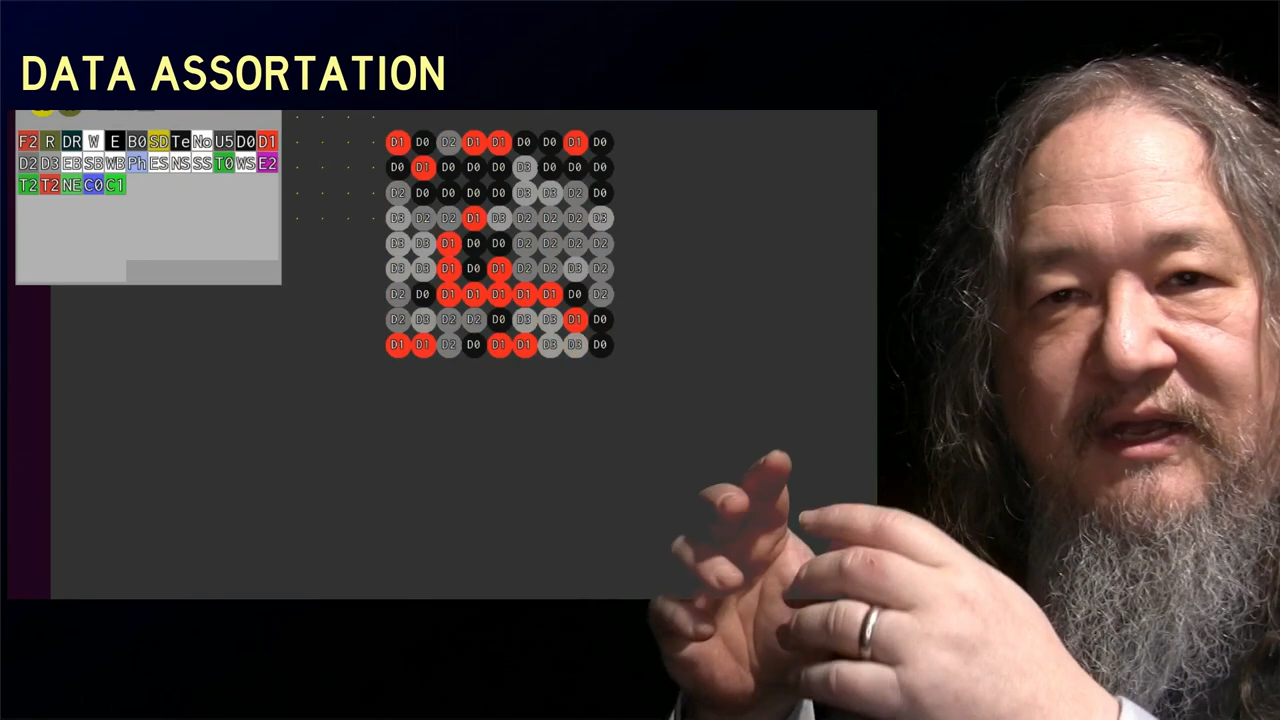 DATA ASSORTATION
F2 R DR W E B0 SD Te No U5 D0 D1
D2 D3 EB SB WB Ph ES NS SS T0 WS E2
T2 T2 NE C0 C1
D1 D0 D2 D1 D1 D0 D0 D1 D0
D0 D1 D0 D0 D0 D3 D0 D0 D0
D2 D0 D0 D0 D0 D3 D3 D2 D2
D3 D2 D2 D1 D3 D2 D2 D2 D3
D3 D3 D1 D0 D0 D2 D2 D2 D2
D3 D3 D1 D0 D1 D2 D2 D3 D2
D2 D0 D1 D1 D1 D1 D1 D0 D2
D2 D3 D2 D2 D0 D3 D3 D1 D0
D1 D1 D2 D0 D1 D1 D3 D3 D0